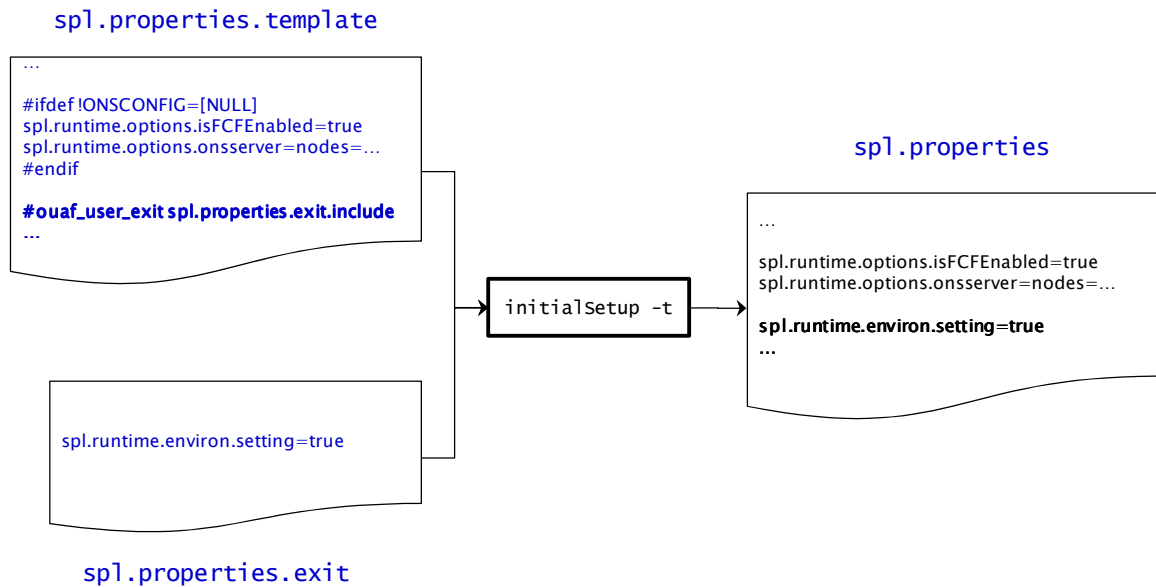 spl.properties.template
...
#ifdef !ONSCONFIG=[NULL]
spl.runtime.options.isFCFEnabled=true
spl.runtime.options.onsserver=nodes=...
#endif
#ouaf_user_exit spl.properties.exit.include
...
spl.runtime.environ.setting=true
spl.properties.exit
initialSetup -t
spl.properties
...
spl.runtime.options.isFCFEnabled=true
spl.runtime.options.onsserver=nodes=...
spl.runtime.environ.setting=true
...